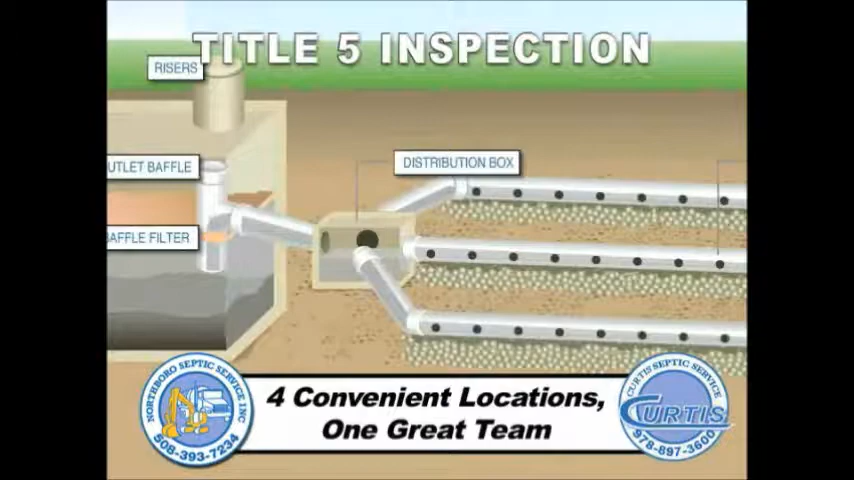 TITLE 5 INSPECTION
RISERS
DISTRIBUTION BOX
UTLET BAFFLE
BAFFLE FILTER
4 Convenient Locations,
One Great Team
NORTHBORO SEPTIC SERVICE INC
508-393-7234
CURTIS SEPTIC SERVICE
CURTIS
978-897-3600